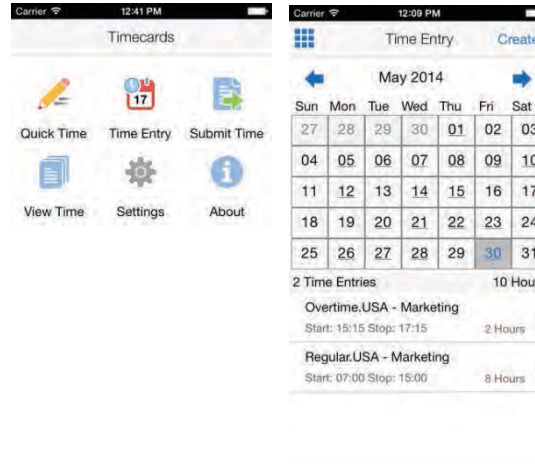 Carrier 12:41 PM
Timecards
17
Quick Time Time Entry Submit Time
View Time Settings About
Carrier 12:09 PM
Time Entry Create
May 2014
Sun Mon Tue Wed Thu Fri Sat
27 28 29 30 01 02 03
04 05 06 07 08 09 10
11 12 13 14 15 16 17
18 19 20 21 22 23 24
25 26 27 28 29 30 31
2 Time Entries 10 Hou
Overtime.USA - Marketing
Start: 15:15 Stop: 17:15 2 Hours
Regular.USA - Marketing
Start: 07:00 Stop: 15:00 8 Hours